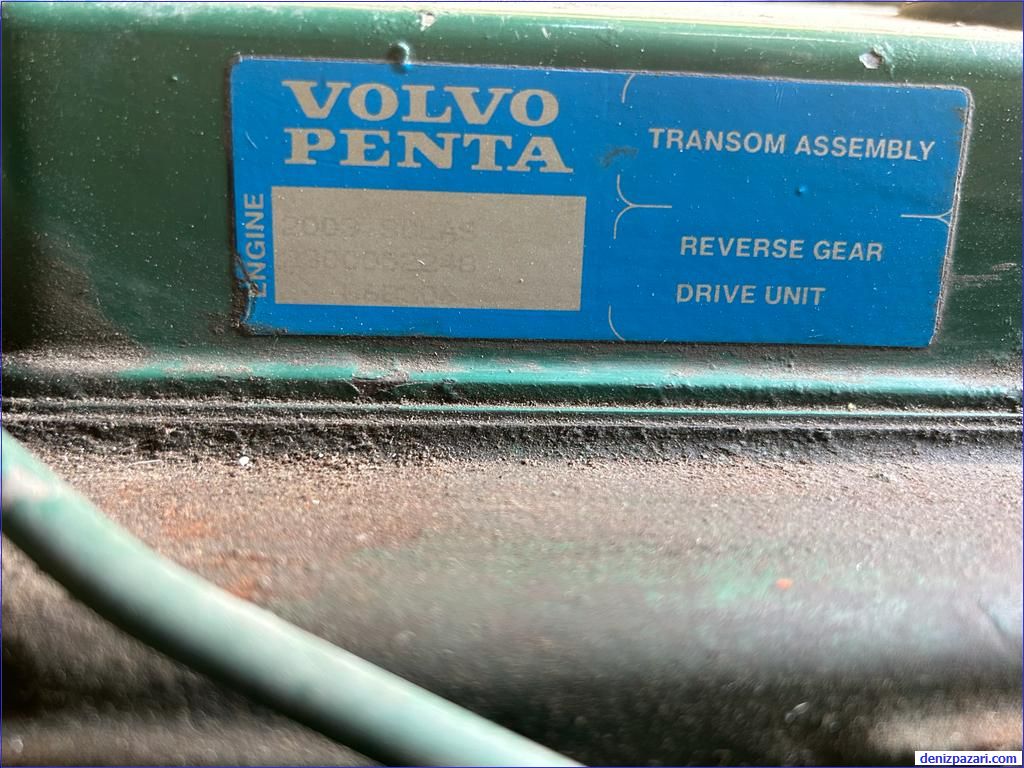 VOLVO
PENTA
ENGINE
TRANSOM ASSEMBLY
REVERSE GEAR
DRIVE UNIT
denizpazari.com